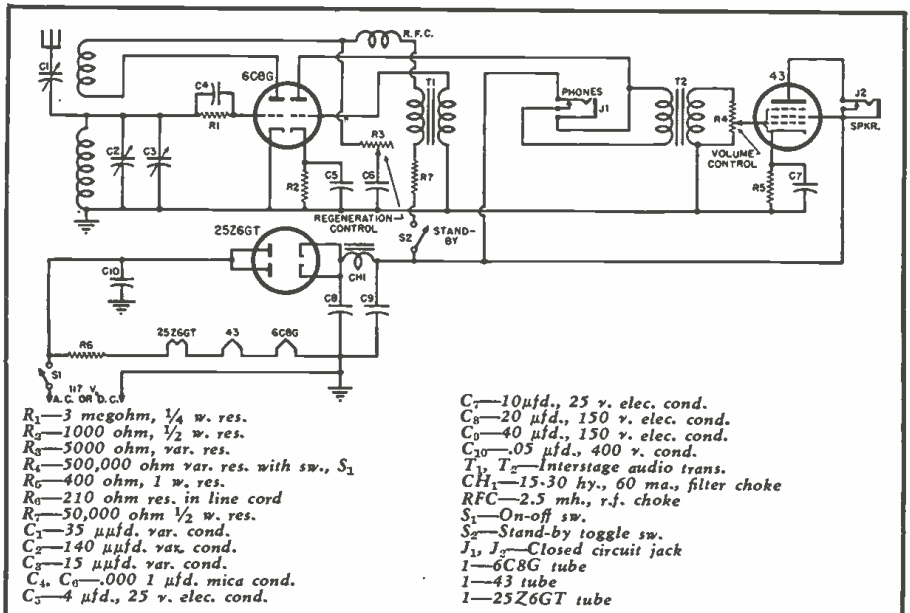 R.F.C.
C1
C4
6C8G
R1
T1
PHONES
J1
T2
43
J2
SPKR.
C2
C3
R3
R4
VOLUME
CONTROL
R2
C5
C6
R7
R5
C7
REGENERATION
CONTROL
S2
STAND-
BY
25Z6GT
C10
CH1
C8
C9
R6
25Z6GT
43
6C8G
S1
117 V.
A.C. OR D.C.
R₁—3 megohm, ¼ w. res.
R₂—1000 ohm, ½ w. res.
R₃—5000 ohm, var. res.
R₄—500,000 ohm var. res. with sw., S₁
R₅—400 ohm, 1 w. res.
R₆—210 ohm res. in line cord
R₇—50,000 ohm ½ w. res.
C₁—35 μμfd. var. cond.
C₂—140 μμfd. var. cond.
C₃—15 μμfd. var. cond.
C₄, C₆—.000 1 μfd. mica cond.
C₅—4 μfd., 25 v. elec. cond.
C₇—10μfd., 25 v. elec. cond.
C₈—20 μfd., 150 v. elec. cond.
C₉—40 μfd., 150 v. elec. cond.
C₁₀—.05 μfd., 400 v. cond.
T₁, T₂—Interstage audio trans.
CH₁—15-30 hy., 60 ma., filter choke
RFC—2.5 mh., r.f. choke
S₁—On-off sw.
S₂—Stand-by toggle sw.
J₁, J₂—Closed circuit jack
1—6C8G tube
1—43 tube
1—25Z6GT tube